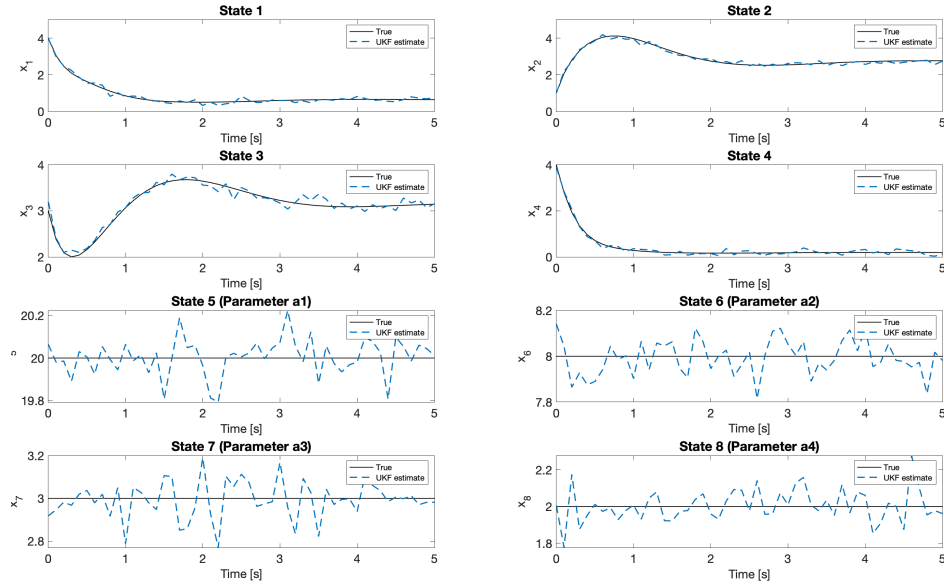 State 1
4
2
0
x1
True
UKF estimate
0 1 2 3 4 5
Time [s]
State 2
4
2
0
x2
True
UKF estimate
0 1 2 3 4 5
Time [s]
State 3
4
3
2
x3
True
UKF estimate
0 1 2 3 4 5
Time [s]
State 4
4
2
0
x4
True
UKF estimate
0 1 2 3 4 5
Time [s]
State 5 (Parameter a1)
20.2
20
19.8
True
UKF estimate
0 1 2 3 4 5
Time [s]
State 6 (Parameter a2)
8.2
8
7.8
x6
True
UKF estimate
0 1 2 3 4 5
Time [s]
State 7 (Parameter a3)
3.2
3
2.8
x7
True
UKF estimate
0 1 2 3 4 5
Time [s]
State 8 (Parameter a4)
2.2
2
1.8
x8
True
UKF estimate
0 1 2 3 4 5
Time [s]